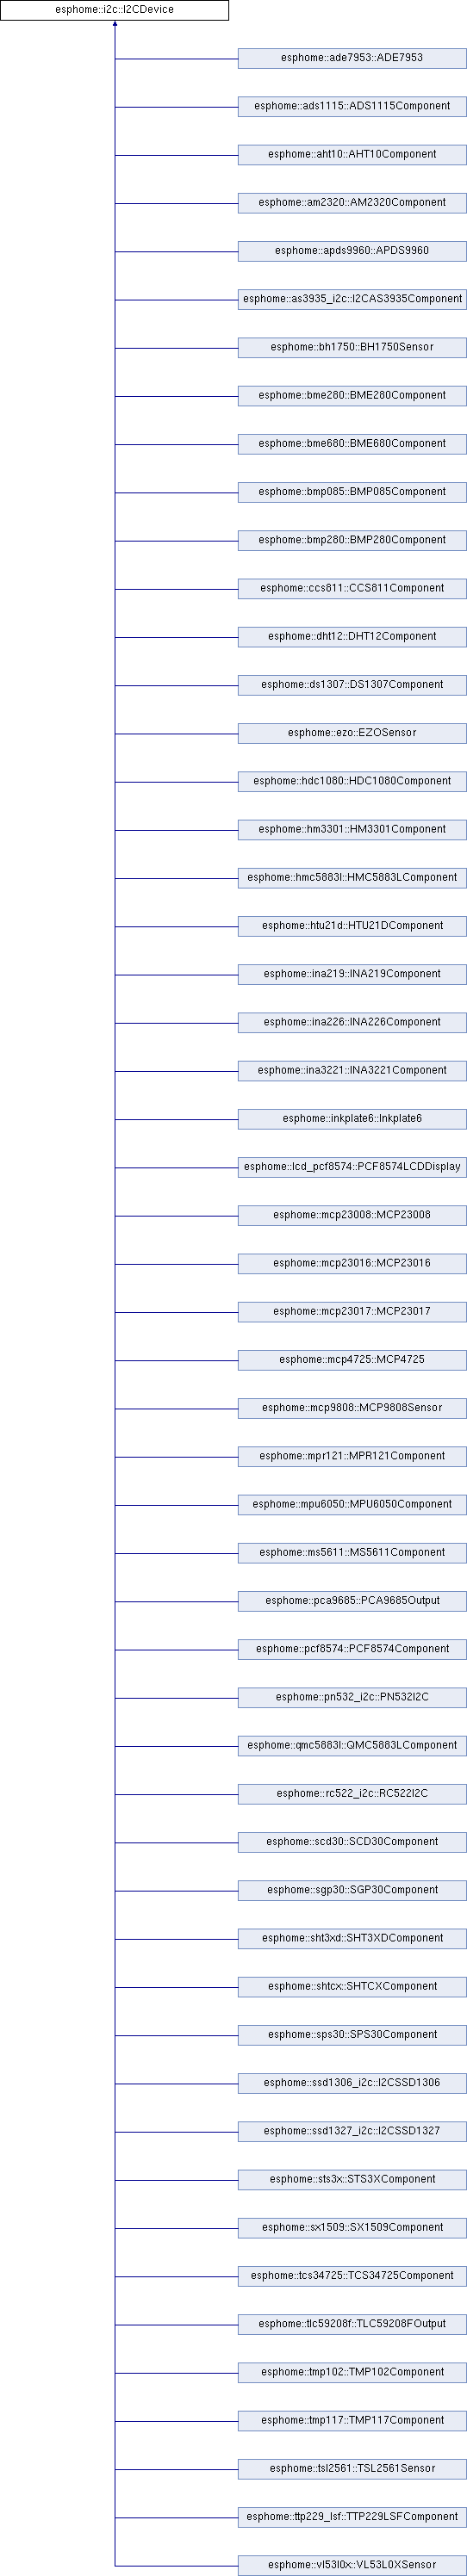 esphome::i2c::I2CDevice
esphome::ade7953::ADE7953
esphome::ads1115::ADS1115Component
esphome::aht10::AHT10Component
esphome::am2320::AM2320Component
esphome::apds9960::APDS9960
esphome::as3935_i2c::I2CAS3935Component
esphome::bh1750::BH1750Sensor
esphome::bme280::BME280Component
esphome::bme680::BME680Component
esphome::bmp085::BMP085Component
esphome::bmp280::BMP280Component
esphome::ccs811::CCS811Component
esphome::dht12::DHT12Component
esphome::ds1307::DS1307Component
esphome::ezo::EZOSensor
esphome::hdc1080::HDC1080Component
esphome::hm3301::HM3301Component
esphome::hmc5883l::HMC5883LComponent
esphome::htu21d::HTU21DComponent
esphome::ina219::INA219Component
esphome::ina226::INA226Component
esphome::ina3221::INA3221Component
esphome::inkplate6::Inkplate6
esphome::lcd_pcf8574::PCF8574LCDDisplay
esphome::mcp23008::MCP23008
esphome::mcp23016::MCP23016
esphome::mcp23017::MCP23017
esphome::mcp4725::MCP4725
esphome::mcp9808::MCP9808Sensor
esphome::mpr121::MPR121Component
esphome::mpu6050::MPU6050Component
esphome::ms5611::MS5611Component
esphome::pca9685::PCA9685Output
esphome::pcf8574::PCF8574Component
esphome::pn532_i2c::PN532I2C
esphome::qmc5883l::QMC5883LComponent
esphome::rc522_i2c::RC522I2C
esphome::scd30::SCD30Component
esphome::sgp30::SGP30Component
esphome::sht3xd::SHT3XDComponent
esphome::shtcx::SHTCXComponent
esphome::sps30::SPS30Component
esphome::ssd1306_i2c::I2CSSD1306
esphome::ssd1327_i2c::I2CSSD1327
esphome::sts3x::STS3XComponent
esphome::sx1509::SX1509Component
esphome::tcs34725::TCS34725Component
esphome::tlc59208f::TLC59208FOutput
esphome::tmp102::TMP102Component
esphome::tmp117::TMP117Component
esphome::tsl2561::TSL2561Sensor
esphome::ttp229_lsf::TTP229LSFComponent
esphome::vl53l0x::VL53L0XSensor